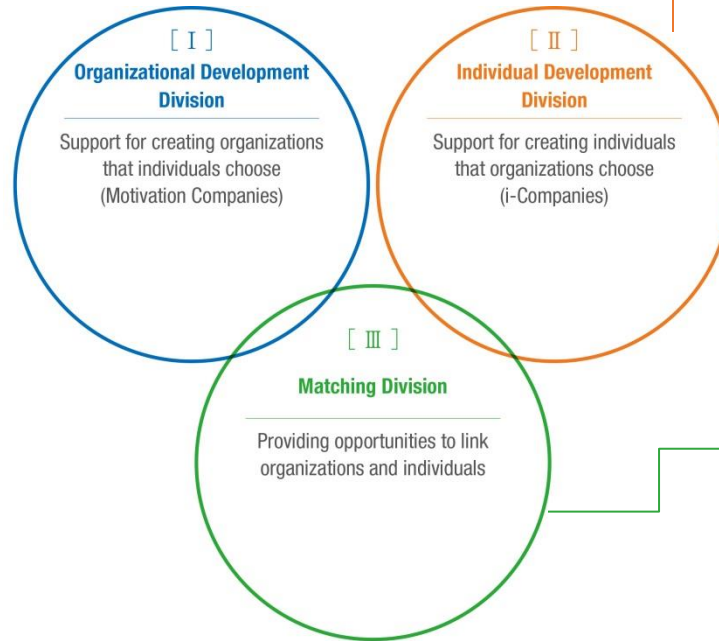 [ Ⅰ ]
Organizational Development
Division
Support for creating organizations
that individuals choose
(Motivation Companies)
[ Ⅱ ]
Individual Development
Division
Support for creating individuals
that organizations choose
(i-Companies)
[ Ⅲ ]
Matching Division
Providing opportunities to link
organizations and individuals